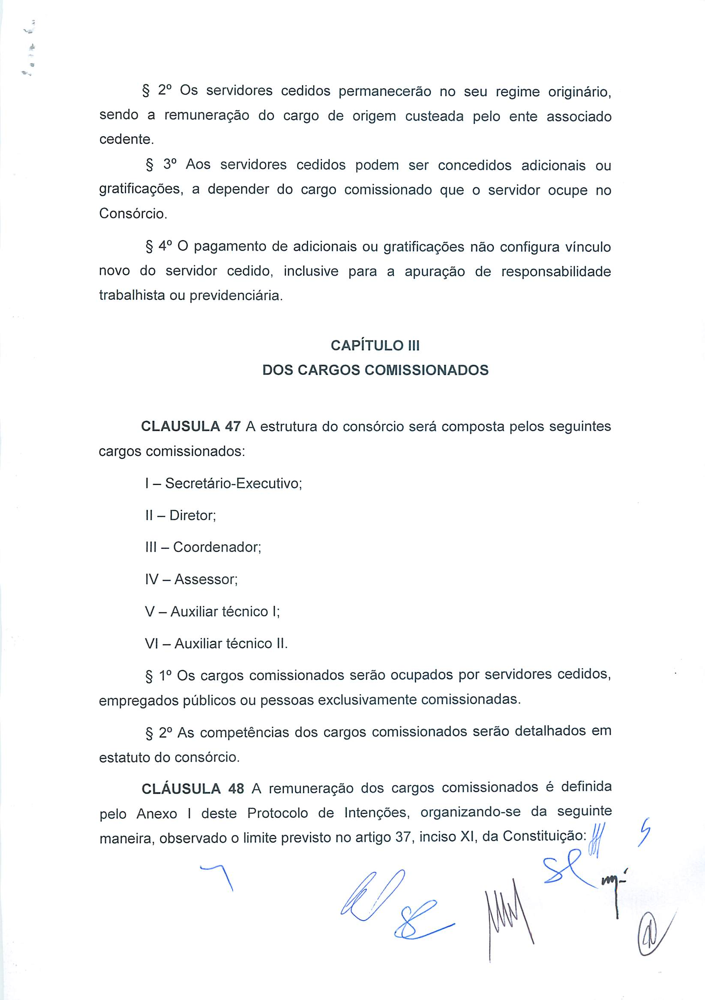 § 2º Os servidores cedidos permanecerão no seu regime originário,
sendo a remuneração do cargo de origem custeada pelo ente associado
cedente.
§ 3º Aos servidores cedidos podem ser concedidos adicionais ou
gratificações, a depender do cargo comissionado que o servidor ocupe no
Consórcio.
§ 4º O pagamento de adicionais ou gratificações não configura vínculo
novo do servidor cedido, inclusive para a apuração de responsabilidade
trabalhista ou previdenciária.
CAPÍTULO III
DOS CARGOS COMISSIONADOS
CLAUSULA 47 A estrutura do consórcio será composta pelos seguintes
cargos comissionados:
I – Secretário-Executivo;
II – Diretor;
III – Coordenador;
IV – Assessor;
V – Auxiliar técnico I;
VI – Auxiliar técnico II.
§ 1º Os cargos comissionados serão ocupados por servidores cedidos,
empregados públicos ou pessoas exclusivamente comissionadas.
§ 2º As competências dos cargos comissionados serão detalhados em
estatuto do consórcio.
CLÁUSULA 48 A remuneração dos cargos comissionados é definida
pelo Anexo I deste Protocolo de Intenções, organizando-se da seguinte
maneira, observado o limite previsto no artigo 37, inciso XI, da Constituição: